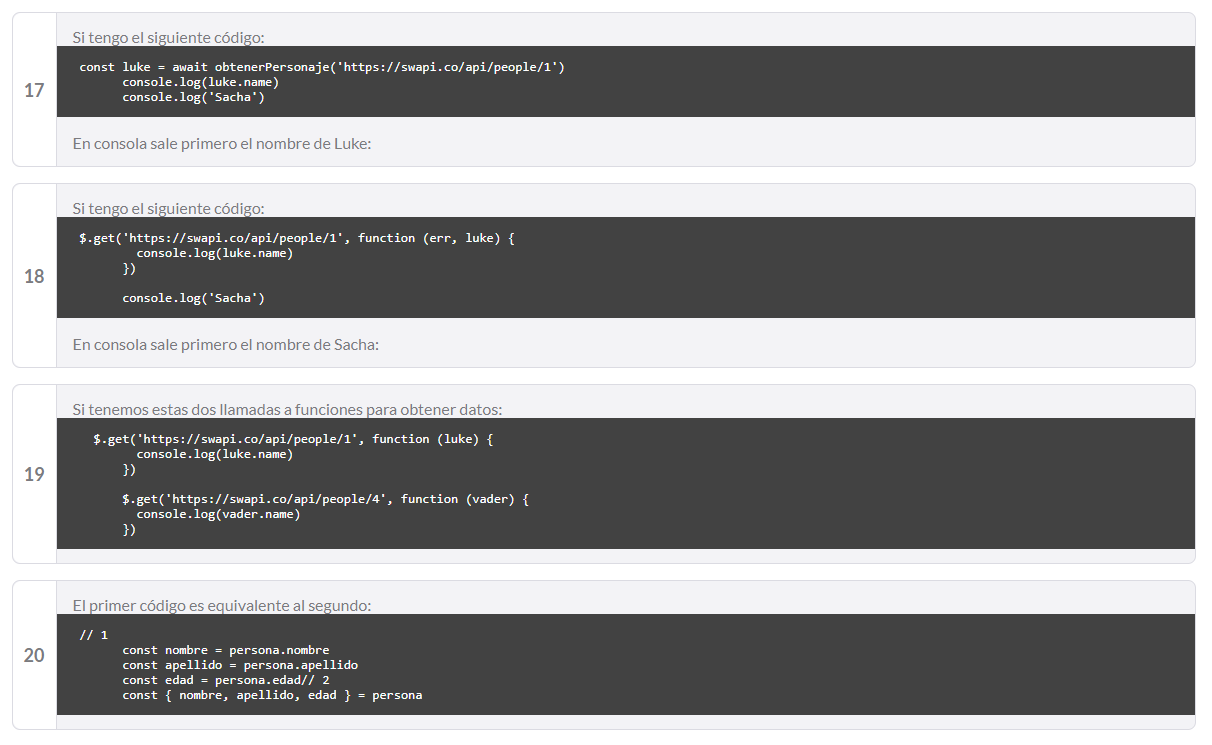 17
Si tengo el siguiente código:
const luke = await obtenerPersonaje('https://swapi.co/api/people/1')
console.log(luke.name)
console.log('Sacha')
En consola sale primero el nombre de Luke:
18
Si tengo el siguiente código:
$.get('https://swapi.co/api/people/1', function (err, luke) {
console.log(luke.name)
})
console.log('Sacha')
En consola sale primero el nombre de Sacha:
19
Si tenemos estas dos llamadas a funciones para obtener datos:
$.get('https://swapi.co/api/people/1', function (luke) {
console.log(luke.name)
})
$.get('https://swapi.co/api/people/4', function (vader) {
console.log(vader.name)
})
20
El primer código es equivalente al segundo:
// 1
const nombre = persona.nombre
const apellido = persona.apellido
const edad = persona.edad// 2
const { nombre, apellido, edad } = persona